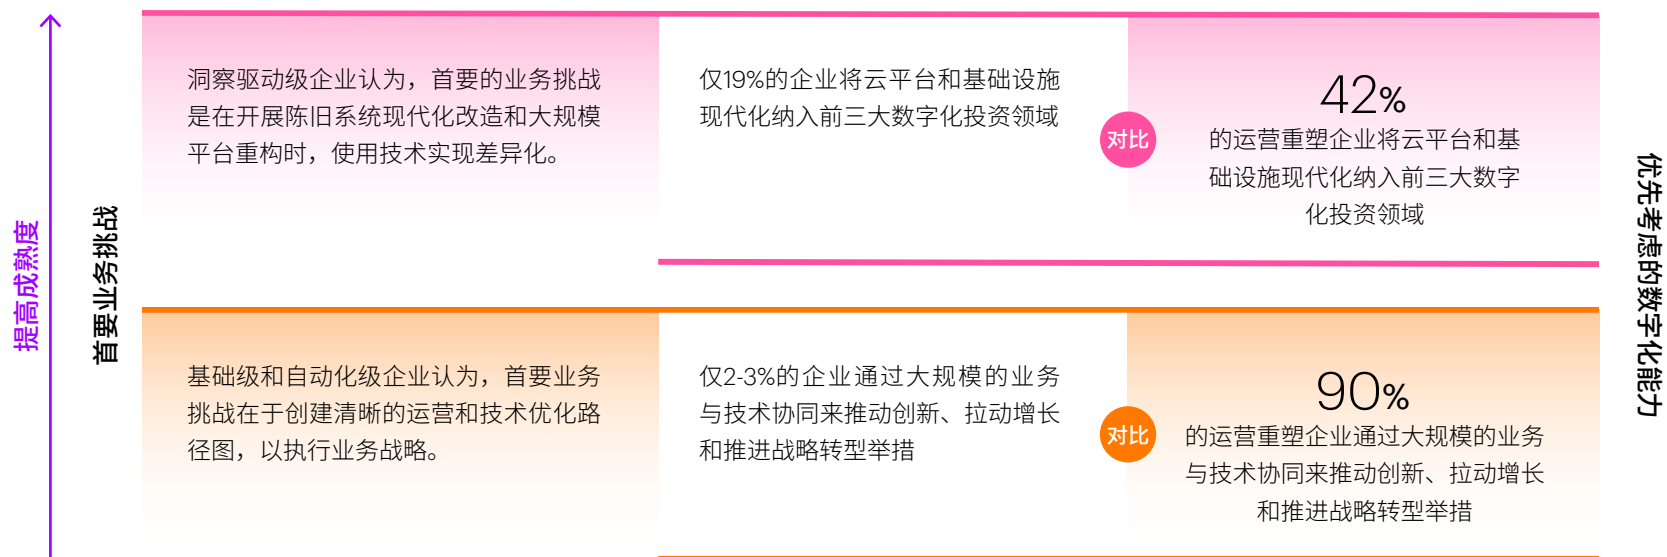 提高成熟度
首要业务挑战
洞察驱动级企业认为，首要的业务挑战
是在开展陈旧系统现代化改造和大规模
平台重构时，使用技术实现差异化。
仅19%的企业将云平台和基础设施
现代化纳入前三大数字化投资领域
对比
42%
的运营重塑企业将云平台和基
础设施现代化纳入前三大数字
化投资领域
基础级和自动化级企业认为，首要业务
挑战在于创建清晰的运营和技术优化路
径图，以执行业务战略。
仅2-3%的企业通过大规模的业务
与技术协同来推动创新、拉动增长
和推进战略转型举措
对比
90%
的运营重塑企业通过大规模的业务
与技术协同来推动创新、拉动增长
和推进战略转型举措
优先考虑的数字化能力